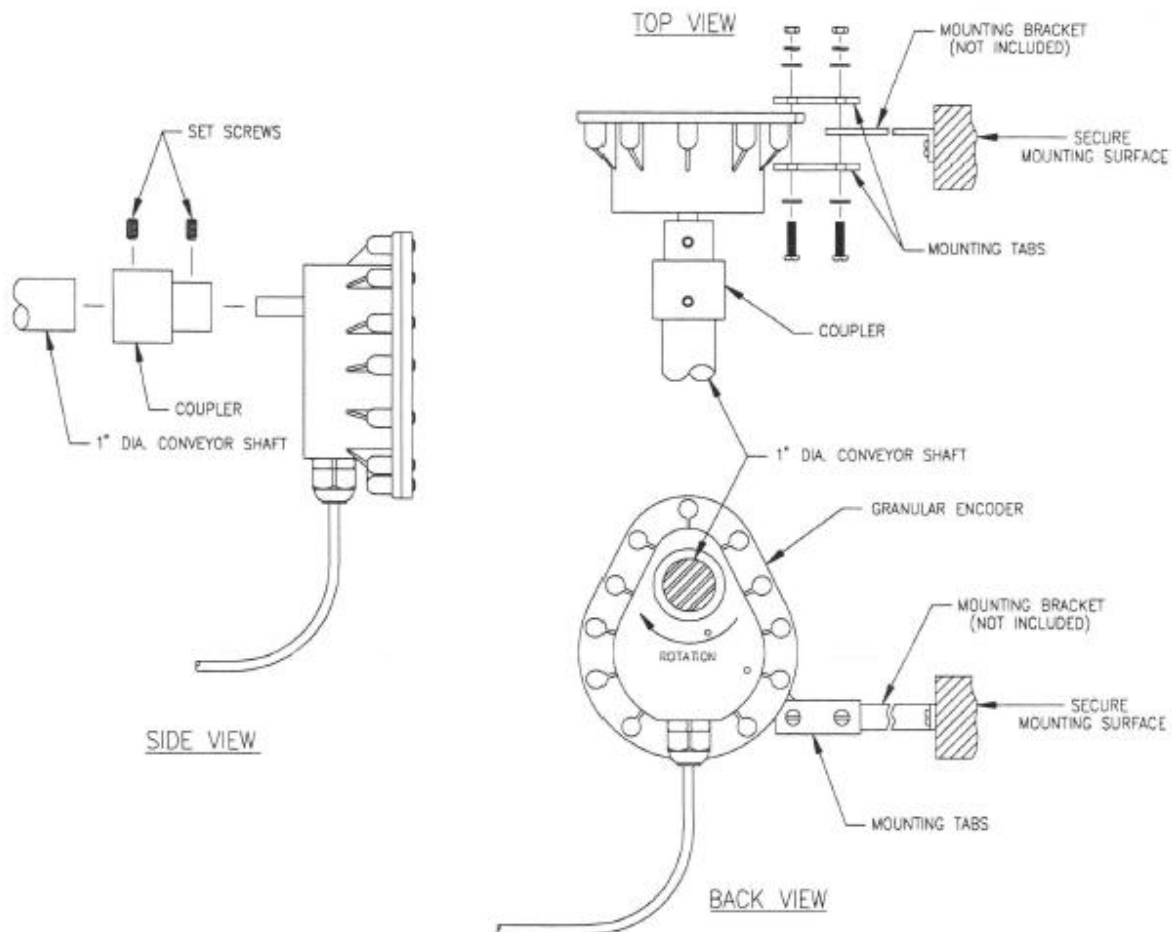 TOP VIEW
MOUNTING BRACKET
(NOT INCLUDED)
SET SCREWS
SECURE
MOUNTING SURFACE
MOUNTING TABS
COUPLER
COUPLER
1" DIA. CONVEYOR SHAFT
1" DIA. CONVEYOR SHAFT
GRANULAR ENCODER
MOUNTING BRACKET
(NOT INCLUDED)
ROTATION
SECURE
MOUNTING SURFACE
SIDE VIEW
MOUNTING TABS
BACK VIEW